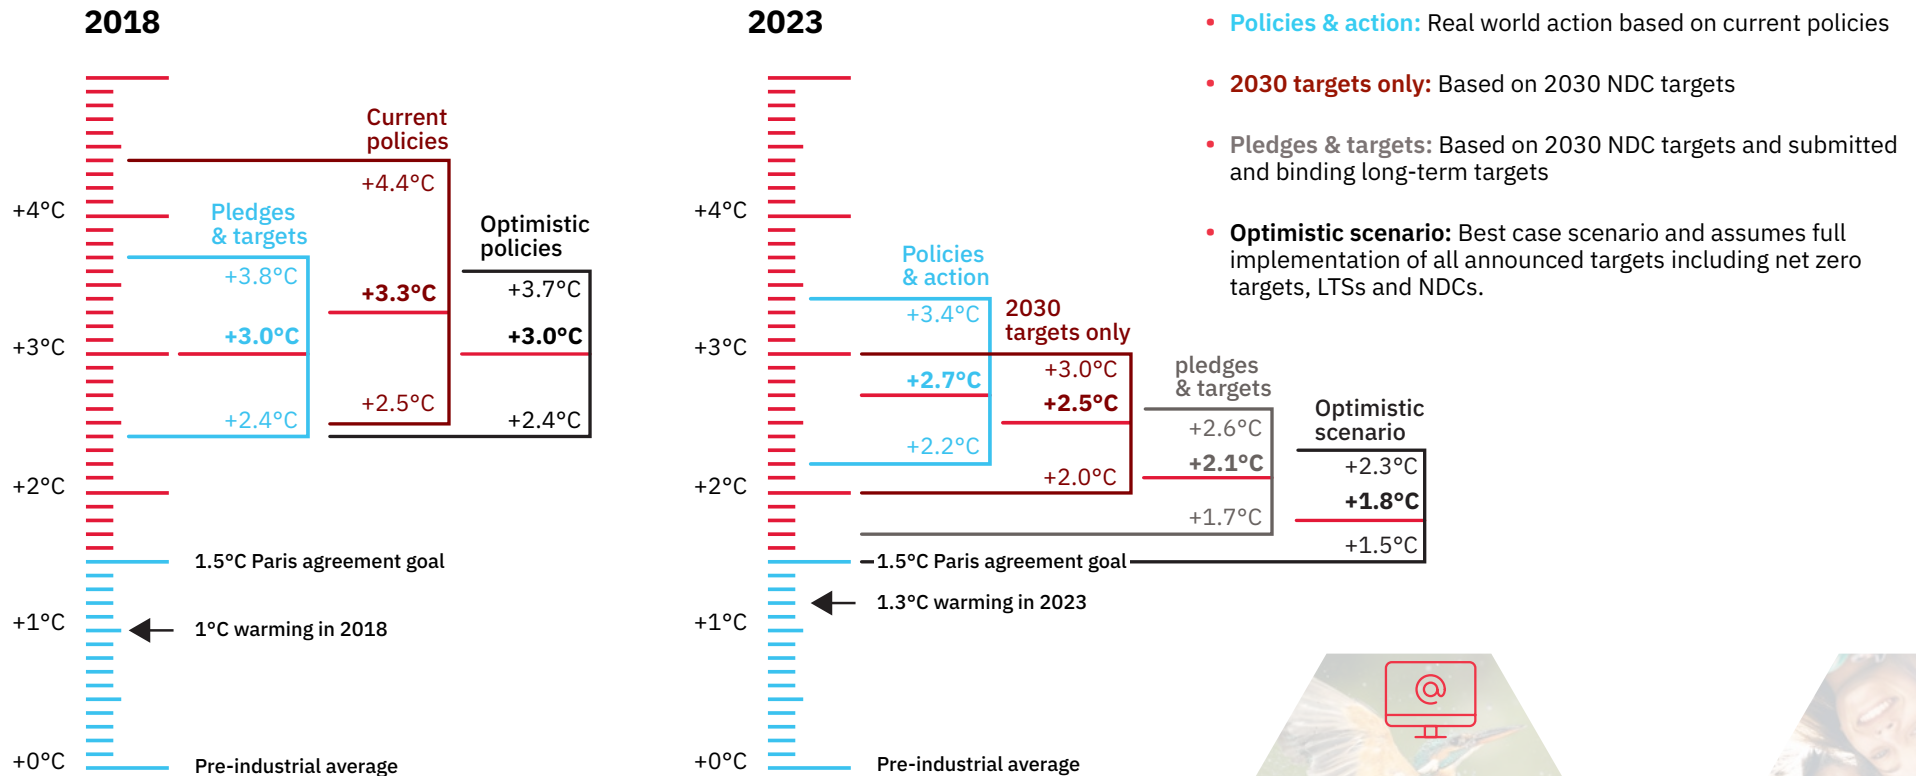 2018
Current
policies
+4.4°C
+4°C
Pledges
& targets
Optimistic
policies
+3.8°C
+3.3°C
+3.7°C
+3.0°C
+3.0°C
+3°C
+2.5°C
+2.4°C
+2.4°C
+2°C
1.5°C Paris agreement goal
+1°C
1°C warming in 2018
+0°C
Pre-industrial average
2023
+4°C
Policies
& action
+3.4°C
2030
targets only
+3°C
+3.0°C
+2.7°C
+2.5°C
pledges
& targets
+2.6°C
Optimistic
scenario
+2.2°C
+2.1°C
+2.3°C
+2.0°C
+2°C
+1.8°C
+1.7°C
+1.5°C
1.5°C Paris agreement goal
1.3°C warming in 2023
+1°C
+0°C
Pre-industrial average
• Policies & action: Real world action based on current policies
• 2030 targets only: Based on 2030 NDC targets
• Pledges & targets: Based on 2030 NDC targets and submitted
and binding long-term targets
• Optimistic scenario: Best case scenario and assumes full
implementation of all announced targets including net zero
targets, LTSs and NDCs.
@